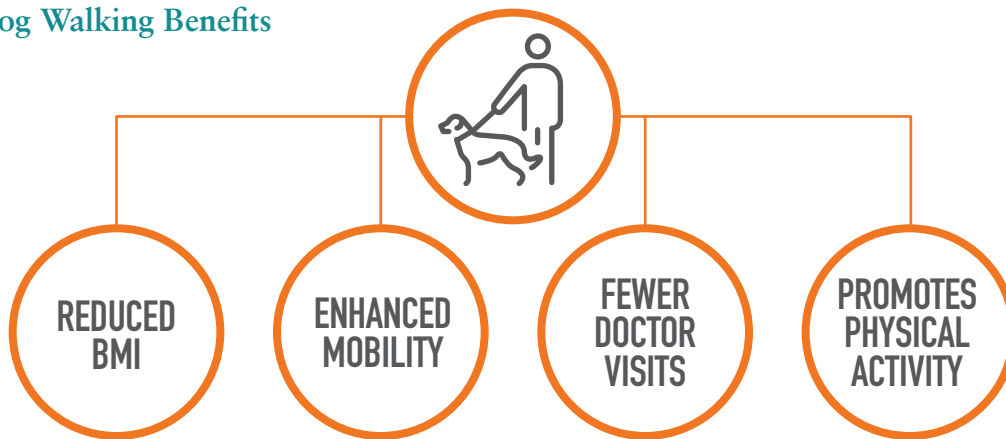 og Walking Benefits
REDUCED
BMI
ENHANCED
MOBILITY
FEWER
DOCTOR
VISITS
PROMOTES
PHYSICAL
ACTIVITY